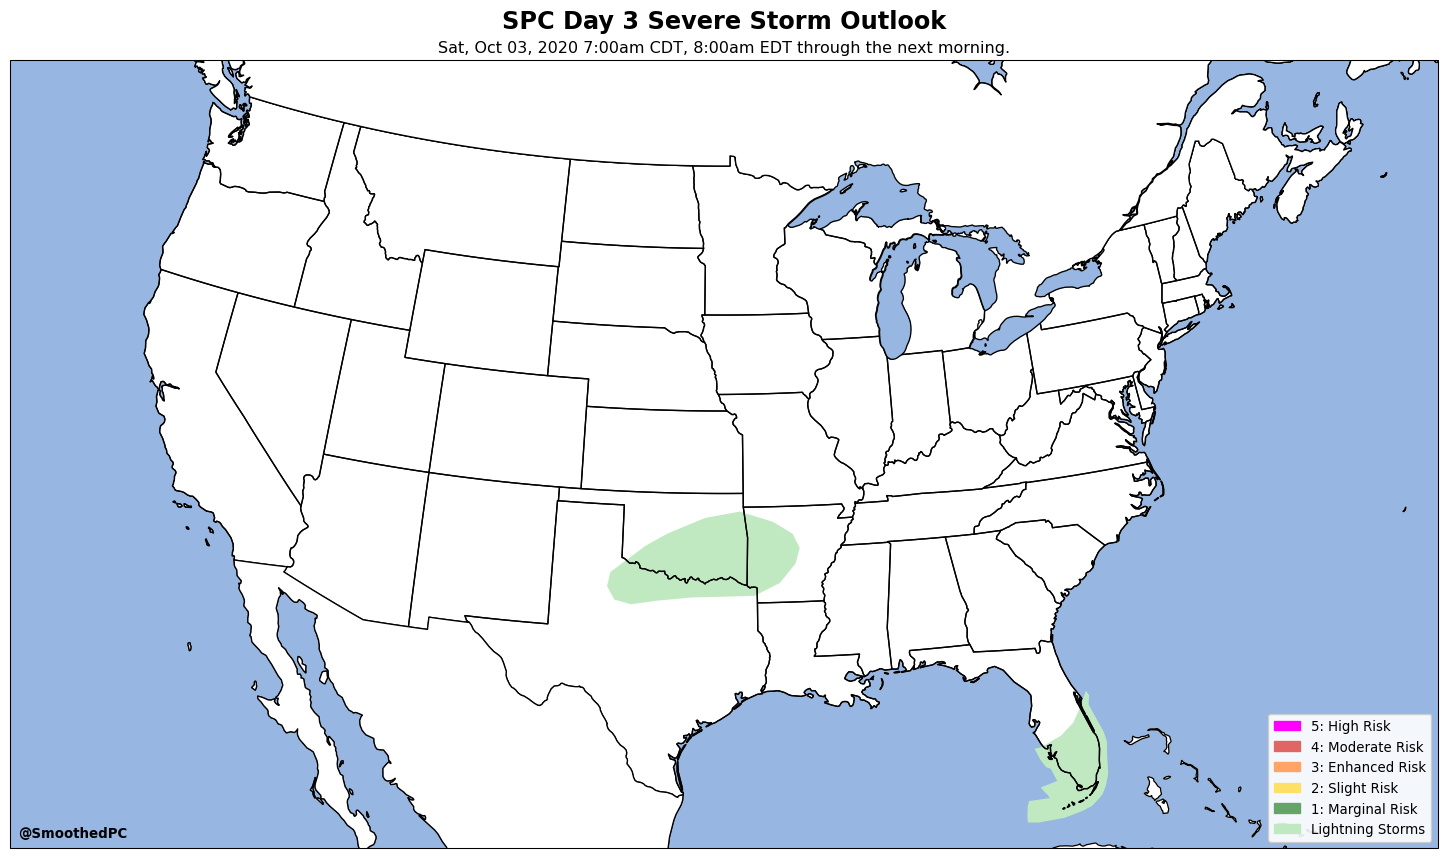 SPC Day 3 Severe Storm Outlook
Sat, Oct 03, 2020 7:00am CDT, 8:00am EDT through the next morning.
5: High Risk
4: Moderate Risk
3: Enhanced Risk
2: Slight Risk
1: Marginal Risk
Lightning Storms
@SmoothedPC